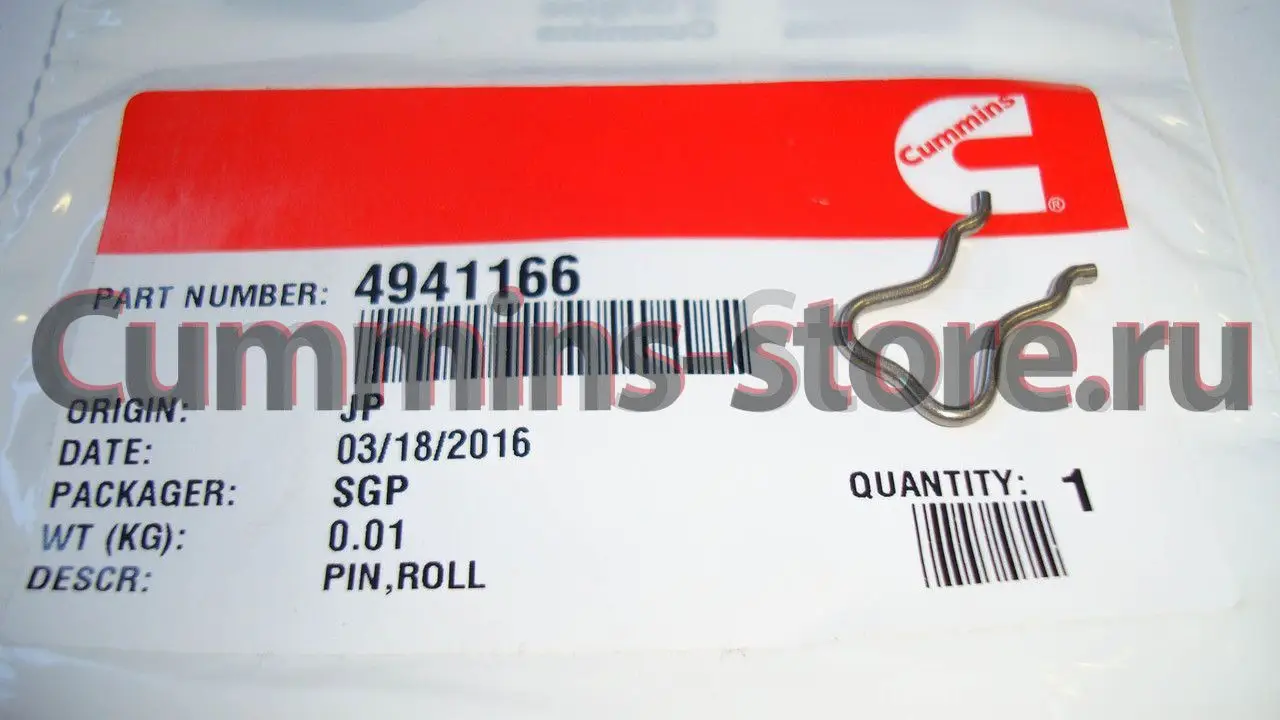 Cummins
®
PART NUMBER: 4941166
Cummins-Store.ru
ORIGIN: JP
DATE: 03/18/2016
PACKAGER: SGP
WT (KG): 0.01
DESCR: PIN,ROLL
QUANTITY: 1